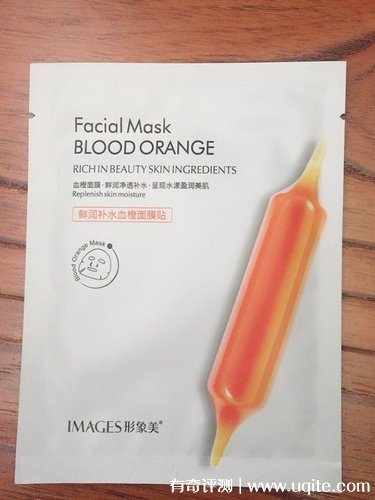 Facial Mask
BLOOD ORANGE
RICH IN BEAUTY SKIN INGREDIENTS
血橙面膜·鲜润净透补水·呈现水漾盈润美肌
Replenish skin moisture
鲜润补水血橙面膜贴
Blood Orange Mask
IMAGES形象美®
有奇评测｜www.uqite.com